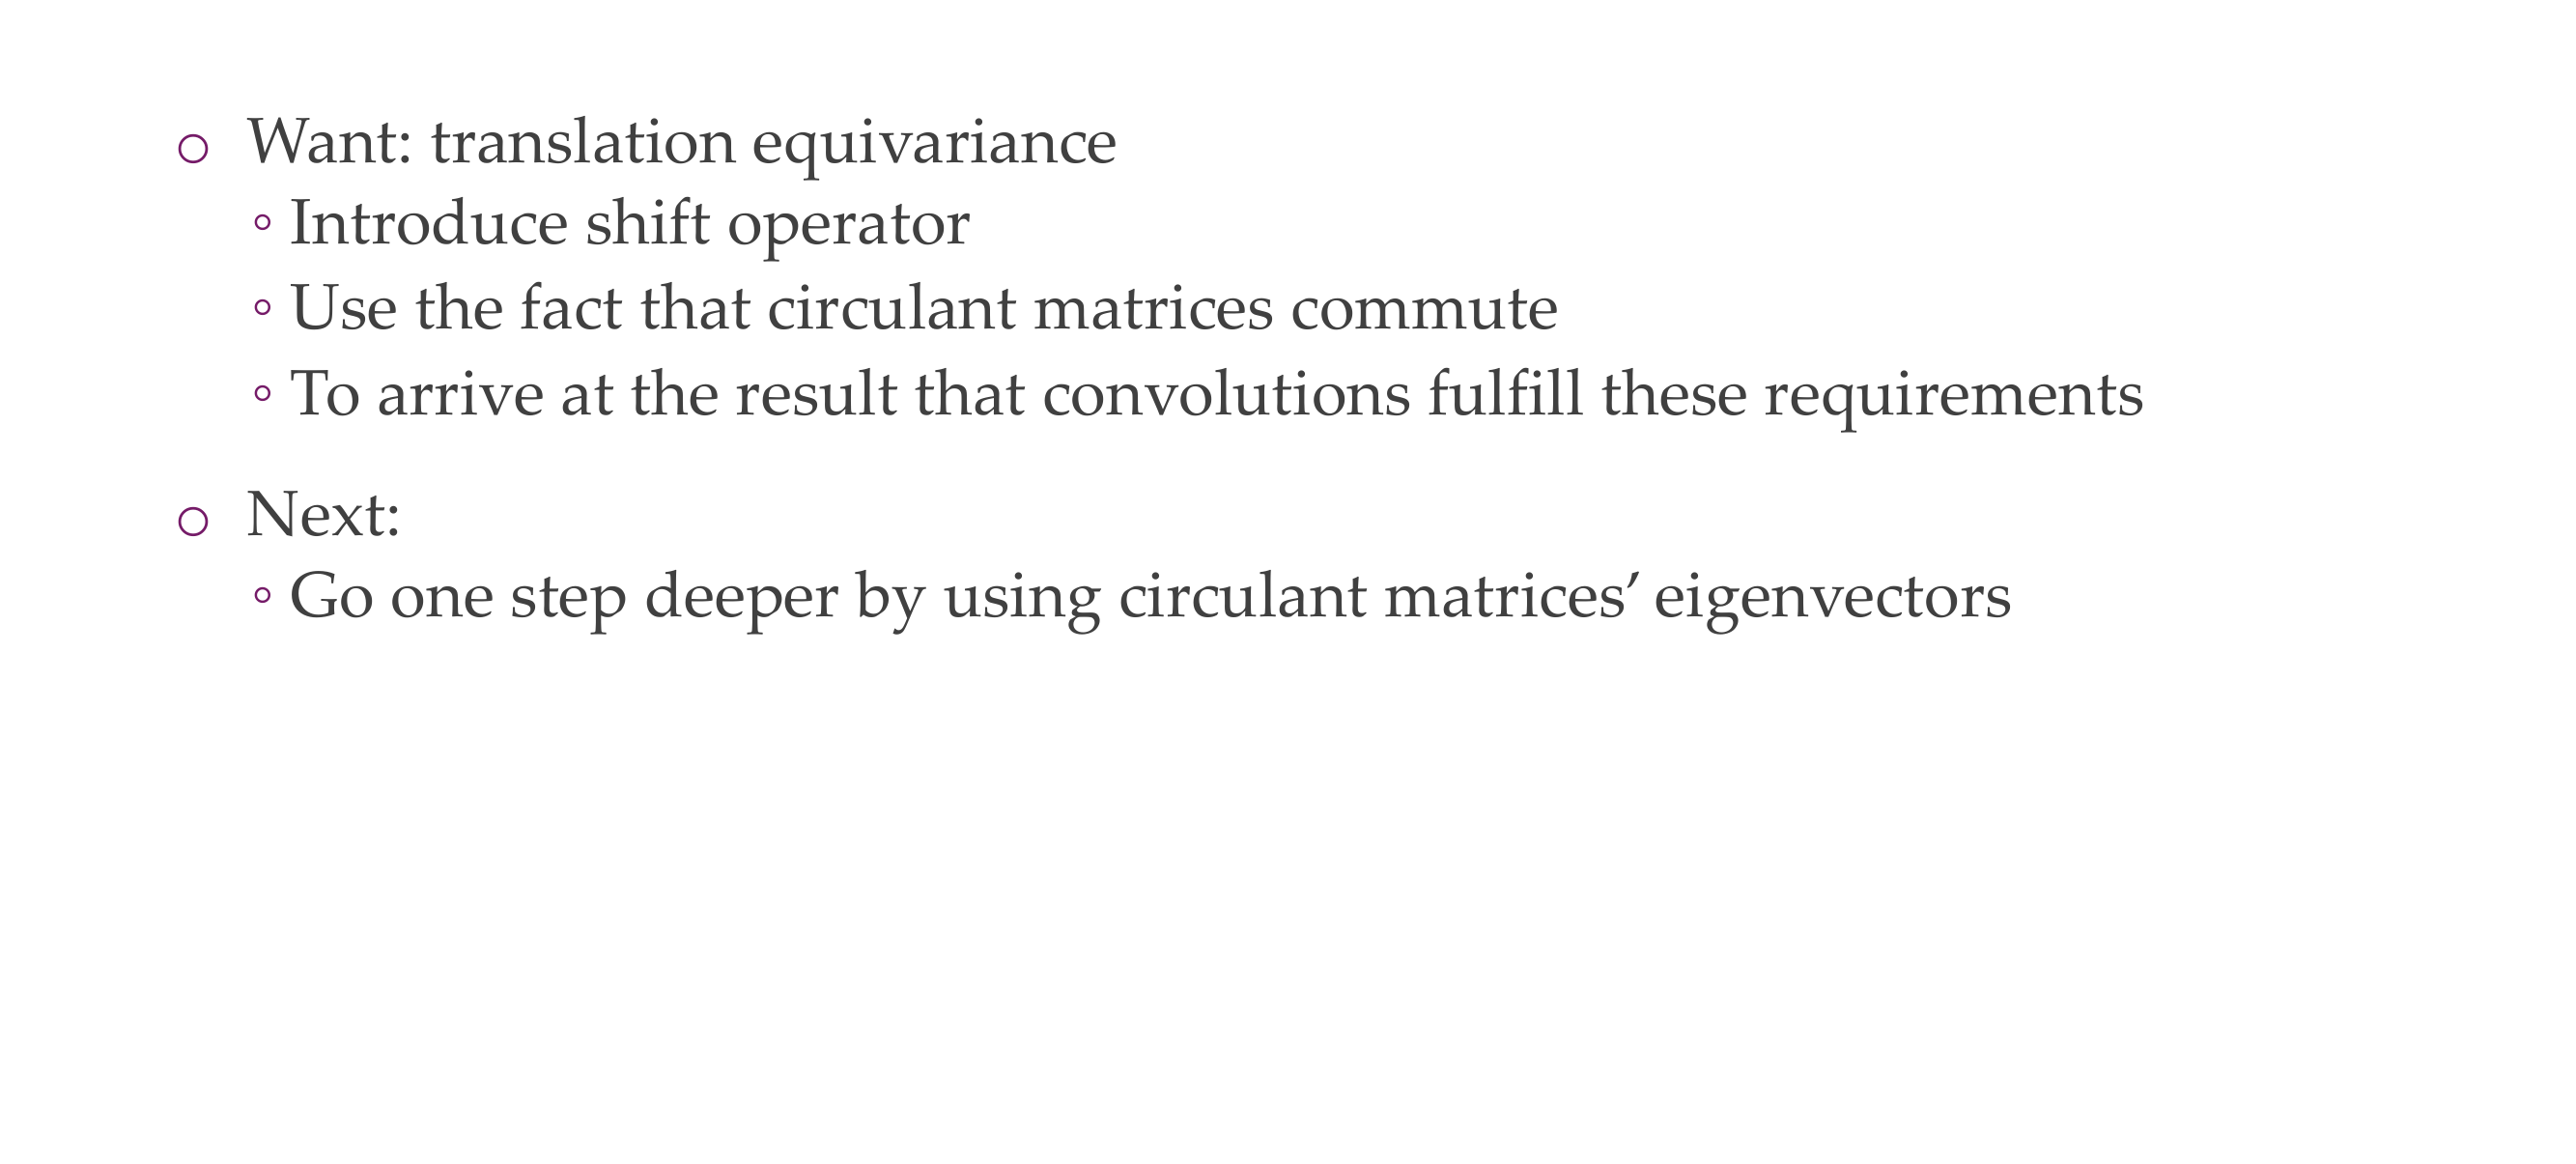 Want: translation equivariance
Introduce shift operator
Use the fact that circulant matrices commute
To arrive at the result that convolutions fulfill these requirements
Next:
Go one step deeper by using circulant matrices’ eigenvectors